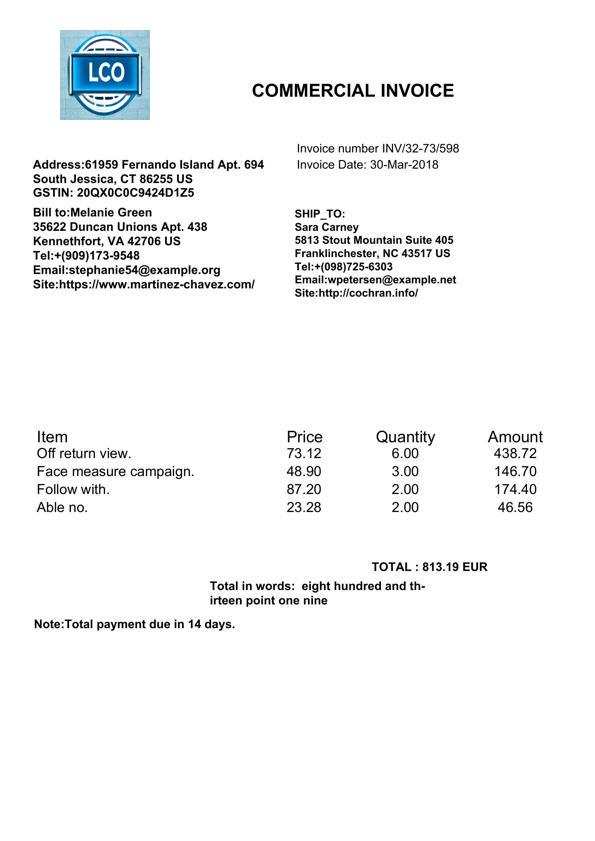 LCO
COMMERCIAL INVOICE
Invoice number INV/32-73/598
Invoice Date: 30-Mar-2018
Address:61959 Fernando Island Apt. 694
South Jessica, CT 86255 US
GSTIN: 20QX0C0C9424D1Z5
Bill to:Melanie Green
35622 Duncan Unions Apt. 438
Kennethfort, VA 42706 US
Tel:+(909)173-9548
Email:stephanie54@example.org
Site:https://www.martinez-chavez.com/
SHIP_TO:
Sara Carney
5813 Stout Mountain Suite 405
Franklinchester, NC 43517 US
Tel:+(098)725-6303
Email:wpetersen@example.net
Site:http://cochran.info/
Item Price Quantity Amount
Off return view. 73.12 6.00 438.72
Face measure campaign. 48.90 3.00 146.70
Follow with. 87.20 2.00 174.40
Able no. 23.28 2.00 46.56
TOTAL : 813.19 EUR
Total in words:  eight hundred and th-
irteen point one nine
Note:Total payment due in 14 days.